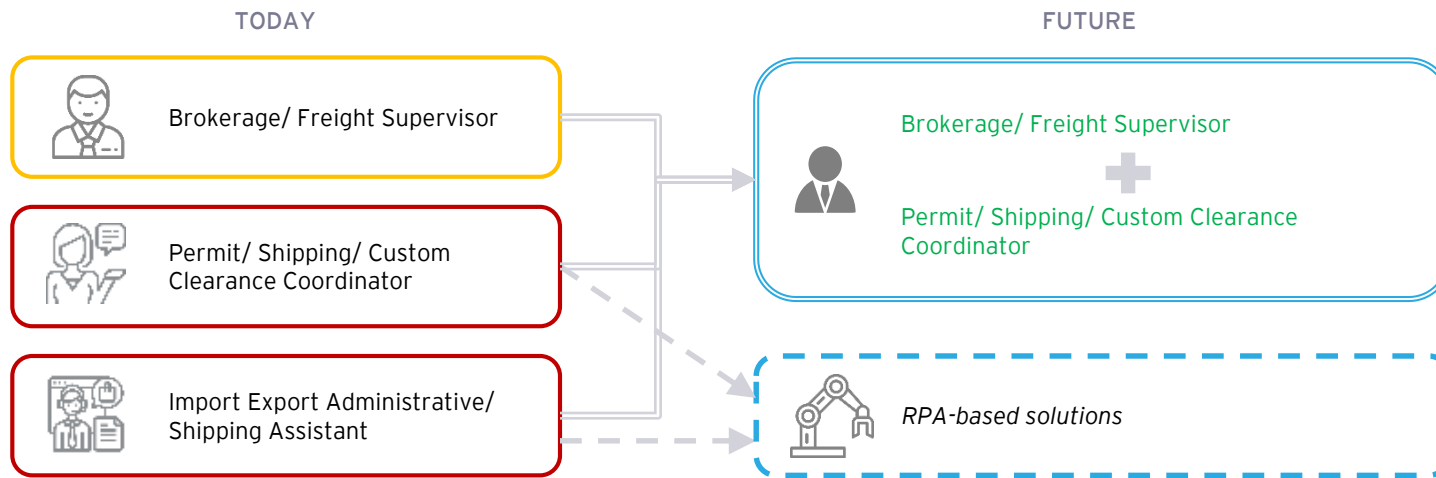 TODAY
FUTURE
Brokerage/ Freight Supervisor
Permit/ Shipping/ Custom
Clearance Coordinator
Import Export Administrative/
Shipping Assistant
Brokerage/ Freight Supervisor
Permit/ Shipping/ Custom Clearance
Coordinator
RPA-based solutions